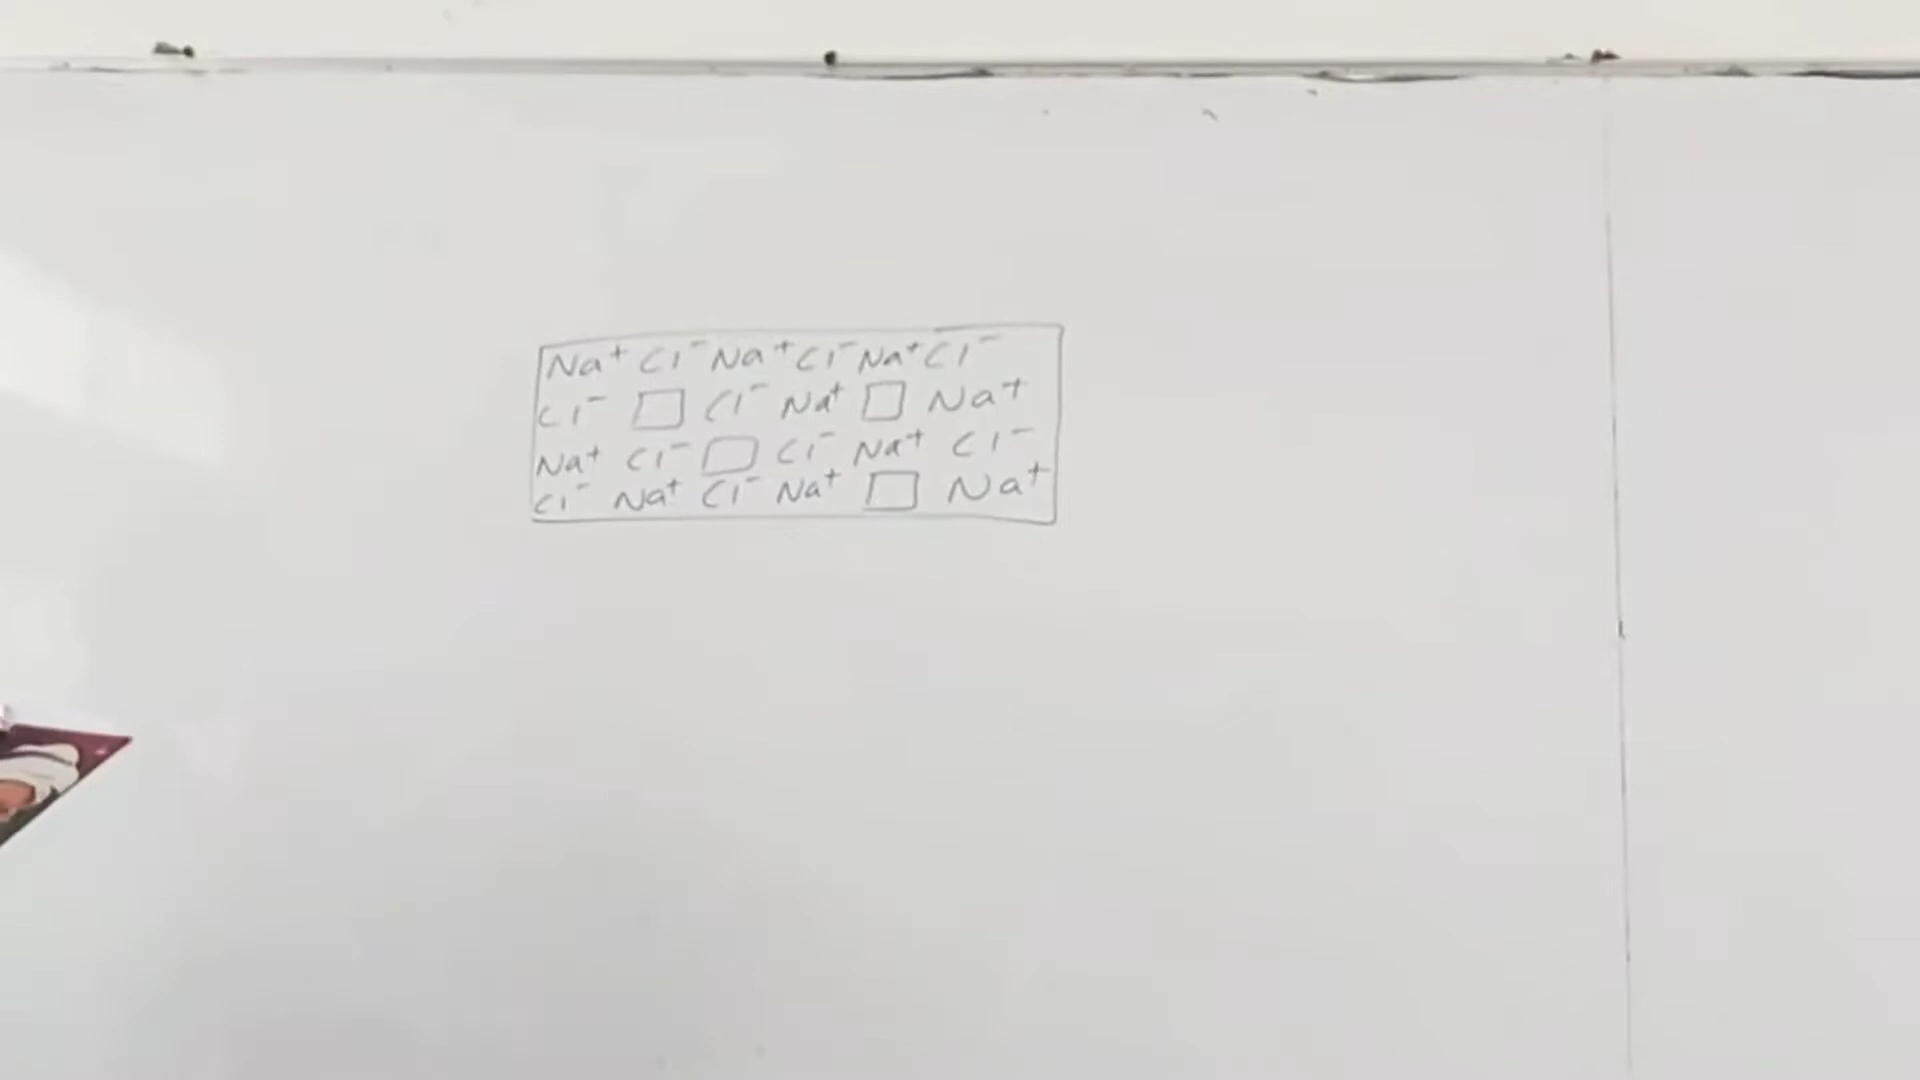 Na⁺ Cl⁻ Na⁺ Cl⁻ Na⁺ Cl⁻
Cl⁻ □ Cl⁻ Na⁺ □ Na⁺
Na⁺ Cl⁻ □ Cl⁻ Na⁺ Cl⁻
Cl⁻ Na⁺ Cl⁻ Na⁺ □ Na⁺